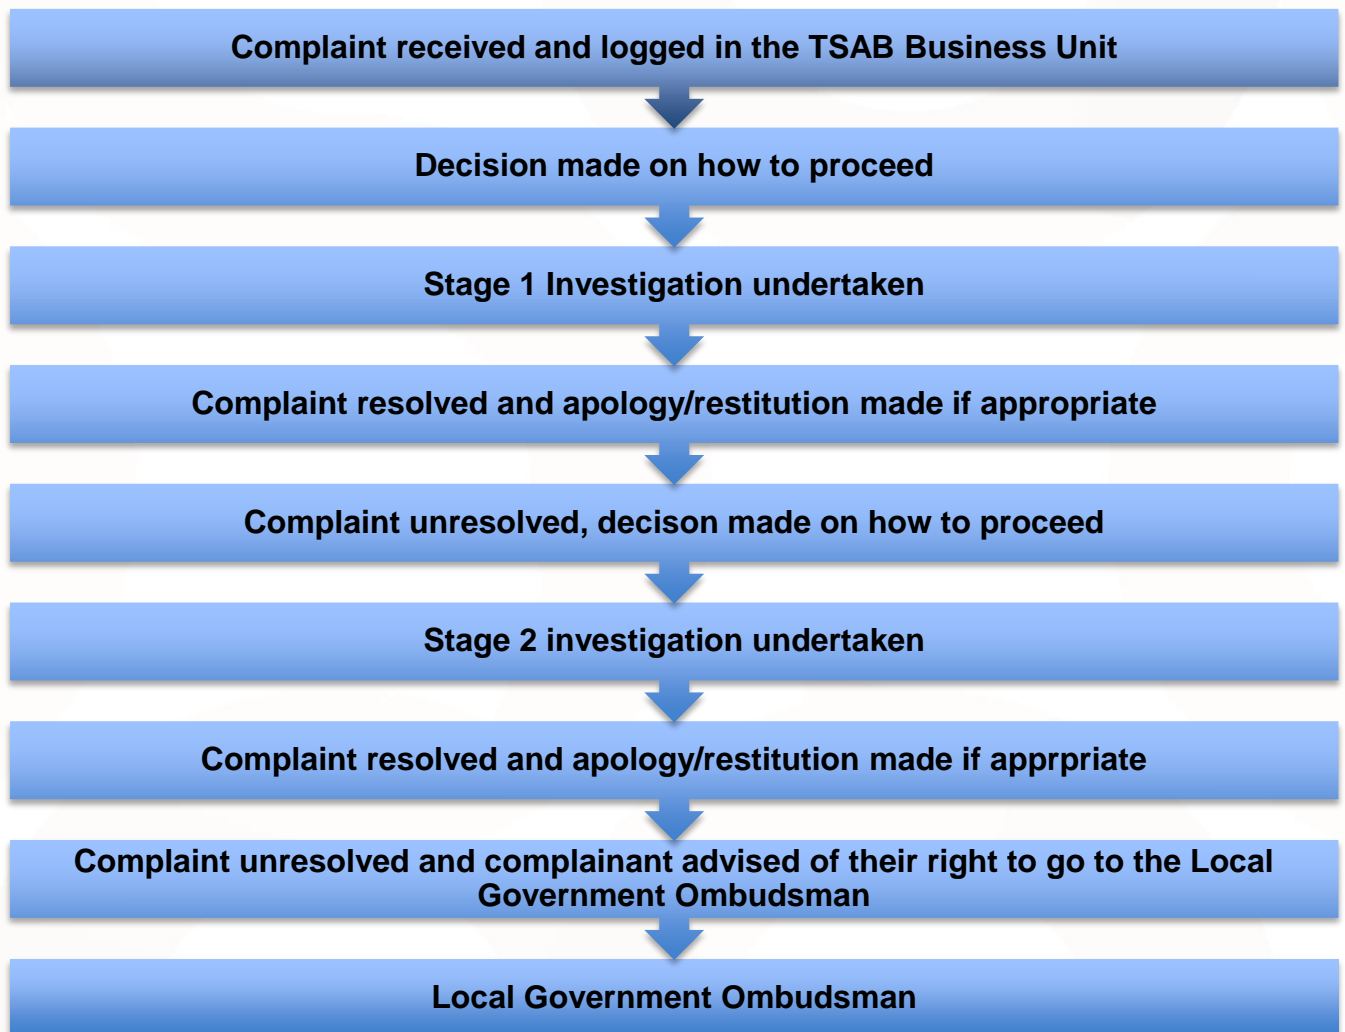 Complaint received and logged in the TSAB Business Unit
Decision made on how to proceed
Stage 1 Investigation undertaken
Complaint resolved and apology/restitution made if appropriate
Complaint unresolved, decison made on how to proceed
Stage 2 investigation undertaken
Complaint resolved and apology/restitution made if apprpriate
Complaint unresolved and complainant advised of their right to go to the Local
Government Ombudsman
Local Government Ombudsman